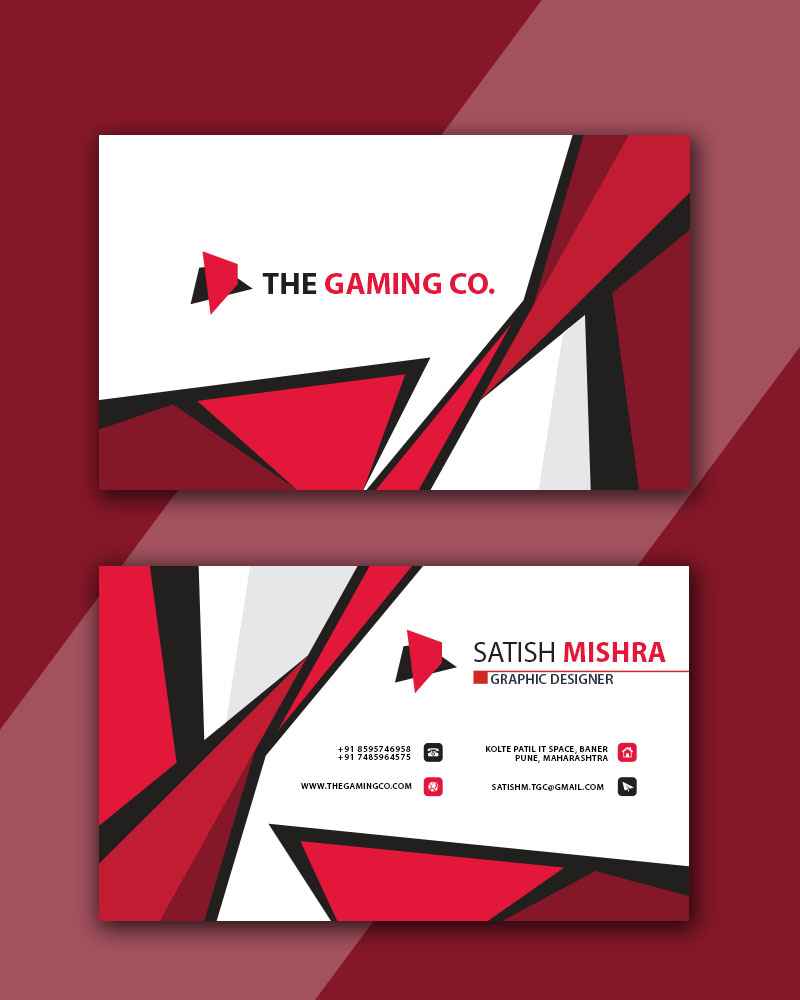 THE GAMING CO.
SATISH MISHRA
GRAPHIC DESIGNER
+91 8595746958
+91 7485964575
KOLTE PATIL IT SPACE, BANER
PUNE, MAHARASHTRA
WWW.THEGAMINGCO.COM
SATISHM.TGC@GMAIL.COM